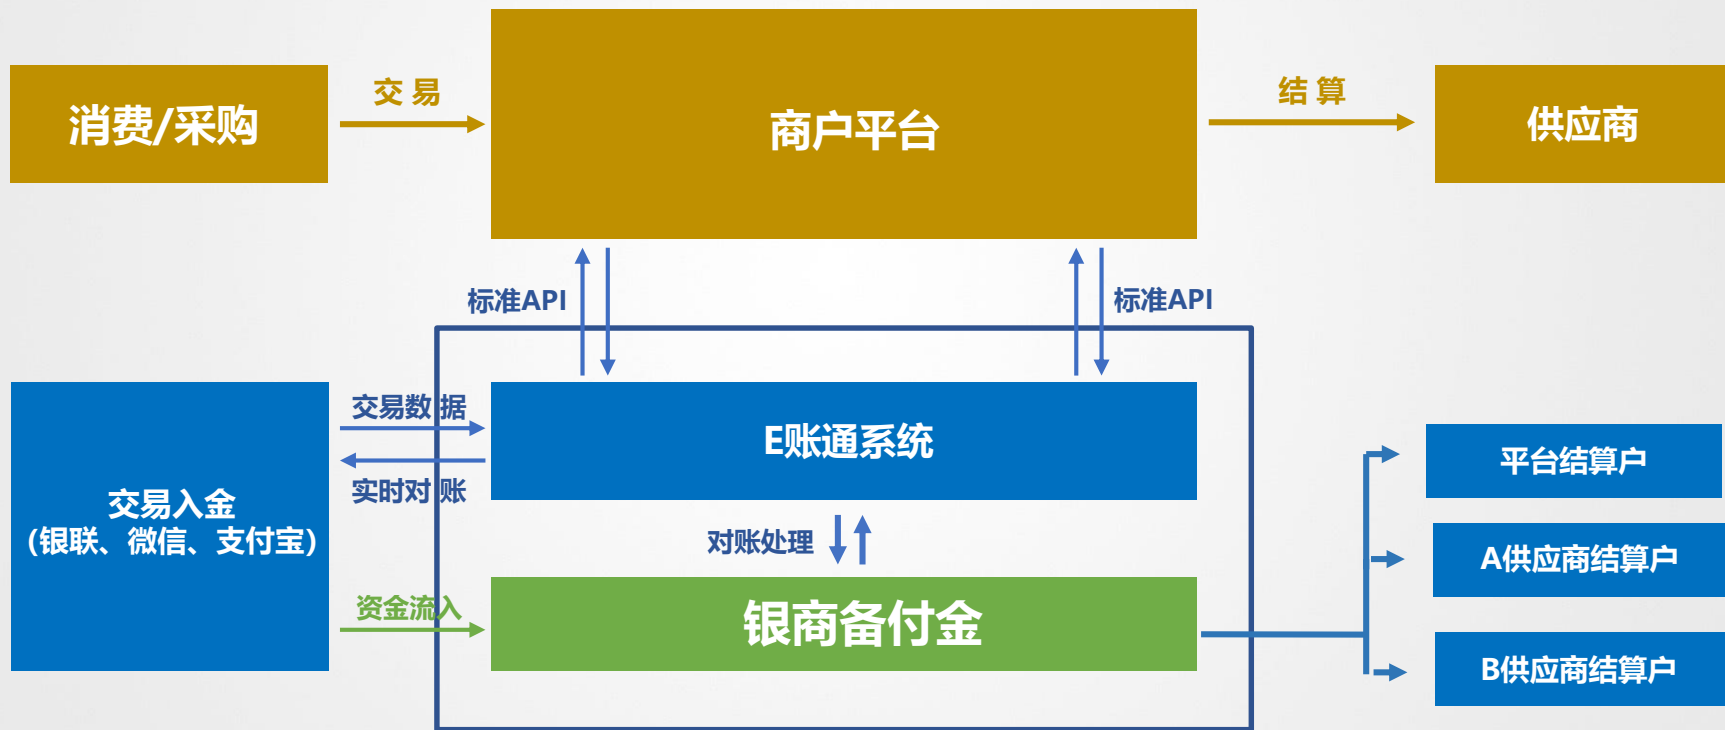 消费/采购
交 易
商户平台
结 算
供应商
标准API
标准API
交易入金
（银联、微信、支付宝）
交易数据
实时对账
资金流入
E账通系统
对账处理
银商备付金
平台结算户
A供应商结算户
B供应商结算户